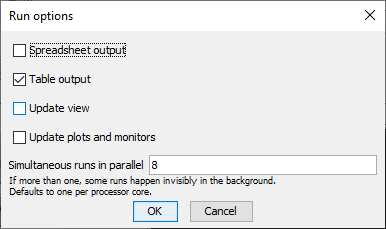 Run options
Spreadsheet output
Table output
Update view
Update plots and monitors
Simultaneous runs in parallel 8
If more than one, some runs happen invisibly in the background.
Defaults to one per processor core.
OK Cancel